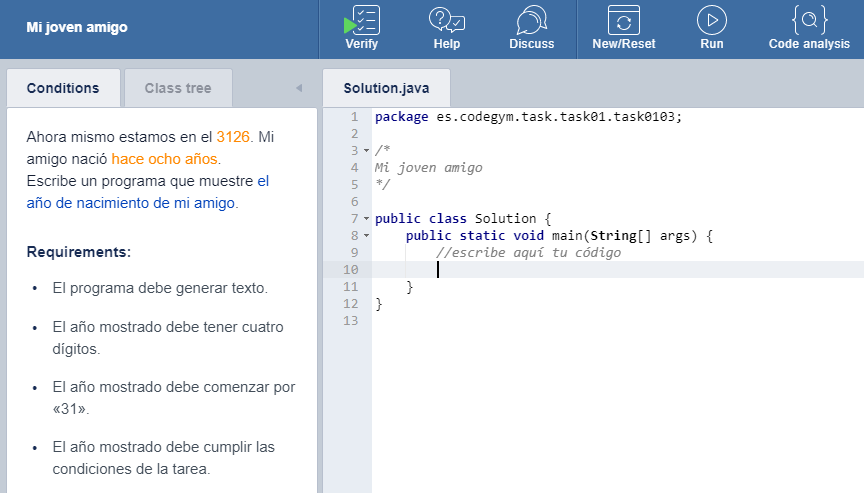 Mi joven amigo
Verify
Help
Discuss
New/Reset
Run
Code analysis
Conditions
Class tree
Ahora mismo estamos en el 3126. Mi
amigo nació hace ocho años.
Escribe un programa que muestre el
año de nacimiento de mi amigo.
Requirements:
• El programa debe generar texto.
• El año mostrado debe tener cuatro
dígitos.
• El año mostrado debe comenzar por
«31».
• El año mostrado debe cumplir las
condiciones de la tarea.
Solution.java
1 package es.codegym.task.task01.task0103;
2
3 /*
4 Mi joven amigo
5 */
6
7 public class Solution {
8     public static void main(String[] args) {
9         //escribe aquí tu código
10
11     }
12 }
13